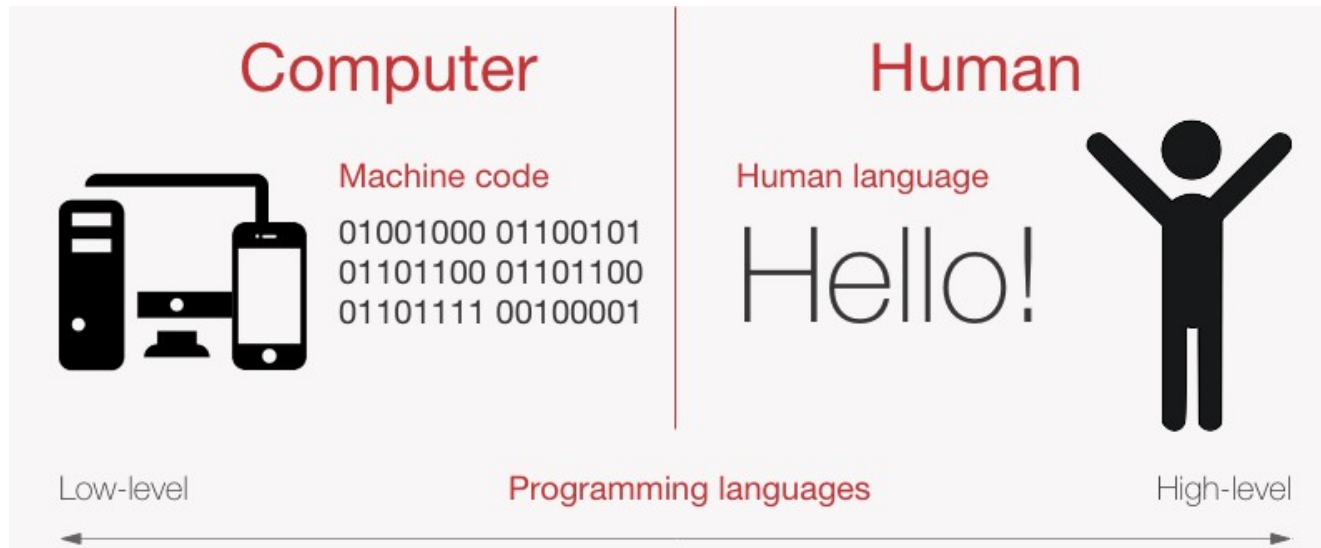 Computer
Human
Machine code
01001000 01100101
01101100 01101100
01101111 00100001
Human language
Hello!
Low-level
Programming languages
High-level